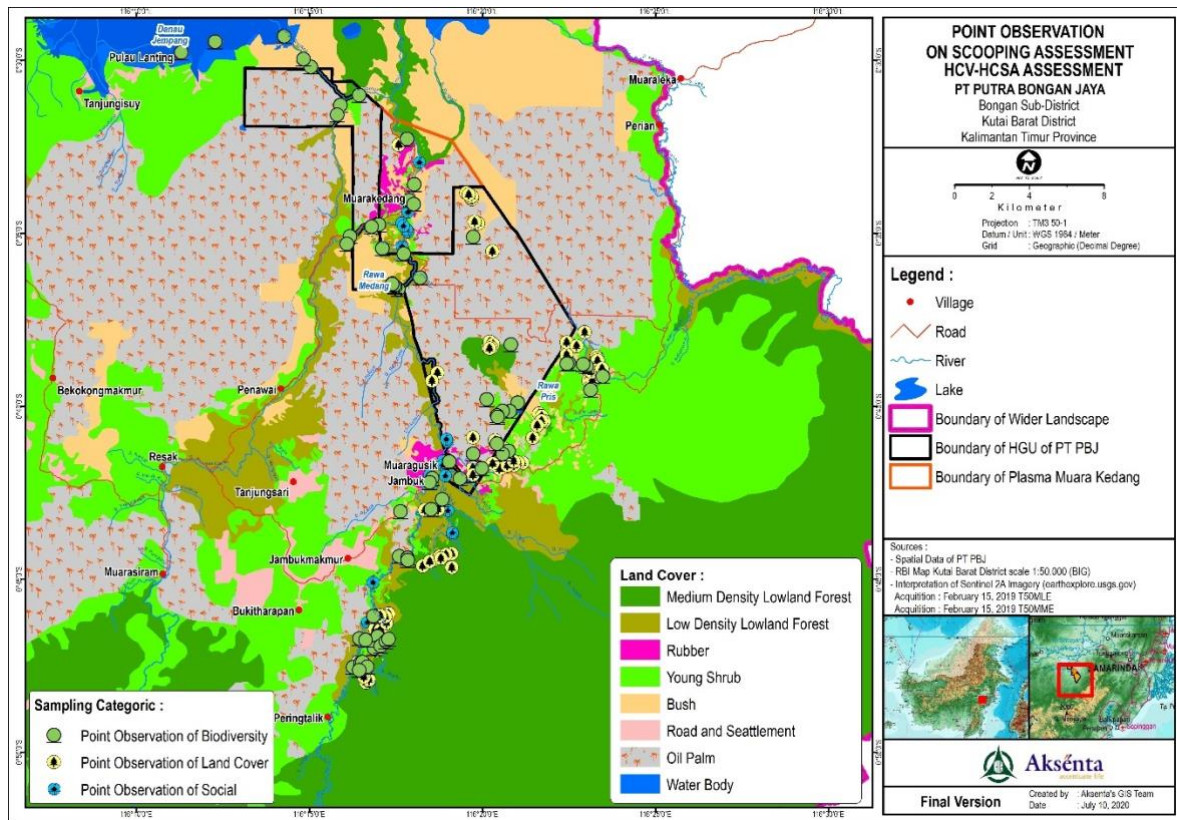 Danau
Jempang
Pulau Lanting
Tanjungisuy
Muaraleka
Perian
Muarakedang
Rawa
Medang
Bekokongmakmur
Penawai
Rawa
Pris
Resak
Muaragusik
Jambuk
Tanjungsari
Jambukmakmur
Muarasiram
Bukitharapan
Peringtalik
Sampling Categoric :
Point Observation of Biodiversity
Point Observation of Land Cover
Point Observation of Social
Land Cover :
Medium Density Lowland Forest
Low Density Lowland Forest
Rubber
Young Shrub
Bush
Road and Seattlement
Oil Palm
Water Body
POINT OBSERVATION
ON SCOOPING ASSESSMENT
HCV-HCSA ASSESSMENT
PT PUTRA BONGAN JAYA
Bongan Sub-District
Kutai Barat District
Kalimantan Timur Province
0 2 4 8
Kilometer
Projection : TM3 50-1
Datum / Unit : WGS 1984 / Meter
Grid : Geographic (Decimal Degree)
Legend :
Village
Road
River
Lake
Boundary of Wider Landscape
Boundary of HGU of PT PBJ
Boundary of Plasma Muara Kedang
Sources :
- Spatial Data of PT PBJ
- RBI Map Kutai Barat District scale 1:50.000 (BIG)
- Interpretation of Sentinel 2A Imagery (earthexplore.usgs.gov)
Acquitition : February 15, 2019 T50MLE
Acquitition : February 15, 2019 T50MME
AMARINDA
Aksenta
Final Version
Created by : Aksenta's GIS Team
Date : July 10, 2020